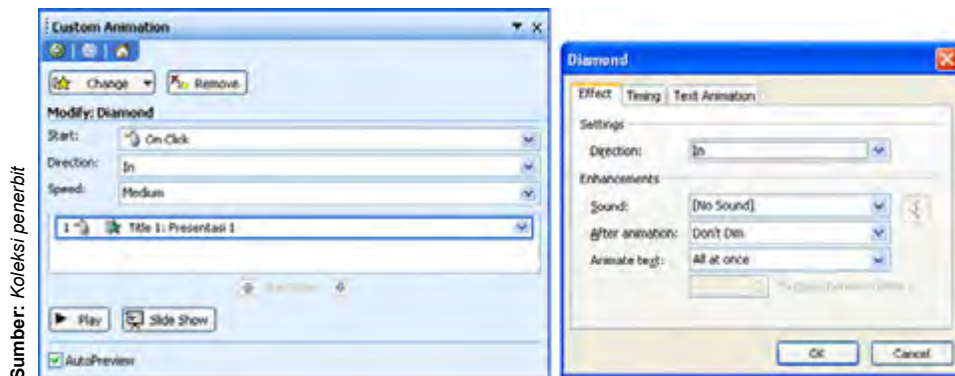 Sumber: Koleksi penerbit
Custom Animation
Change
Remove
Modify: Diamond
Start: On Click
Direction: In
Speed: Medium
1 Title 1: Presentasi 1
Play
Slide Show
AutoPreview
Diamond
Effect Timing Text Animation
Settings
Direction: In
Enhancements
Sound: [No Sound]
After animation: Don't Dim
Animate text: All at once
OK Cancel